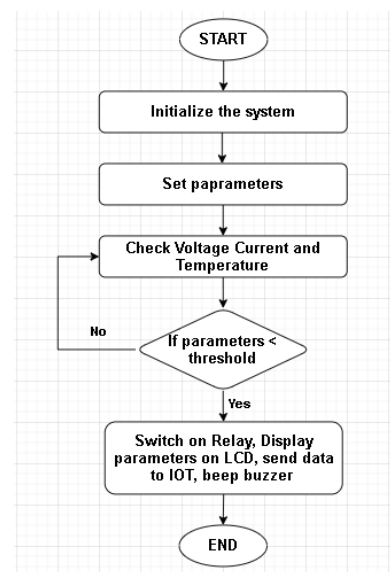 START
Initialize the system
Set paprameters
Check Voltage Current and
Temperature
If parameters <
threshold
No
Yes
Switch on Relay, Display
parameters on LCD, send data
to IOT, beep buzzer
END